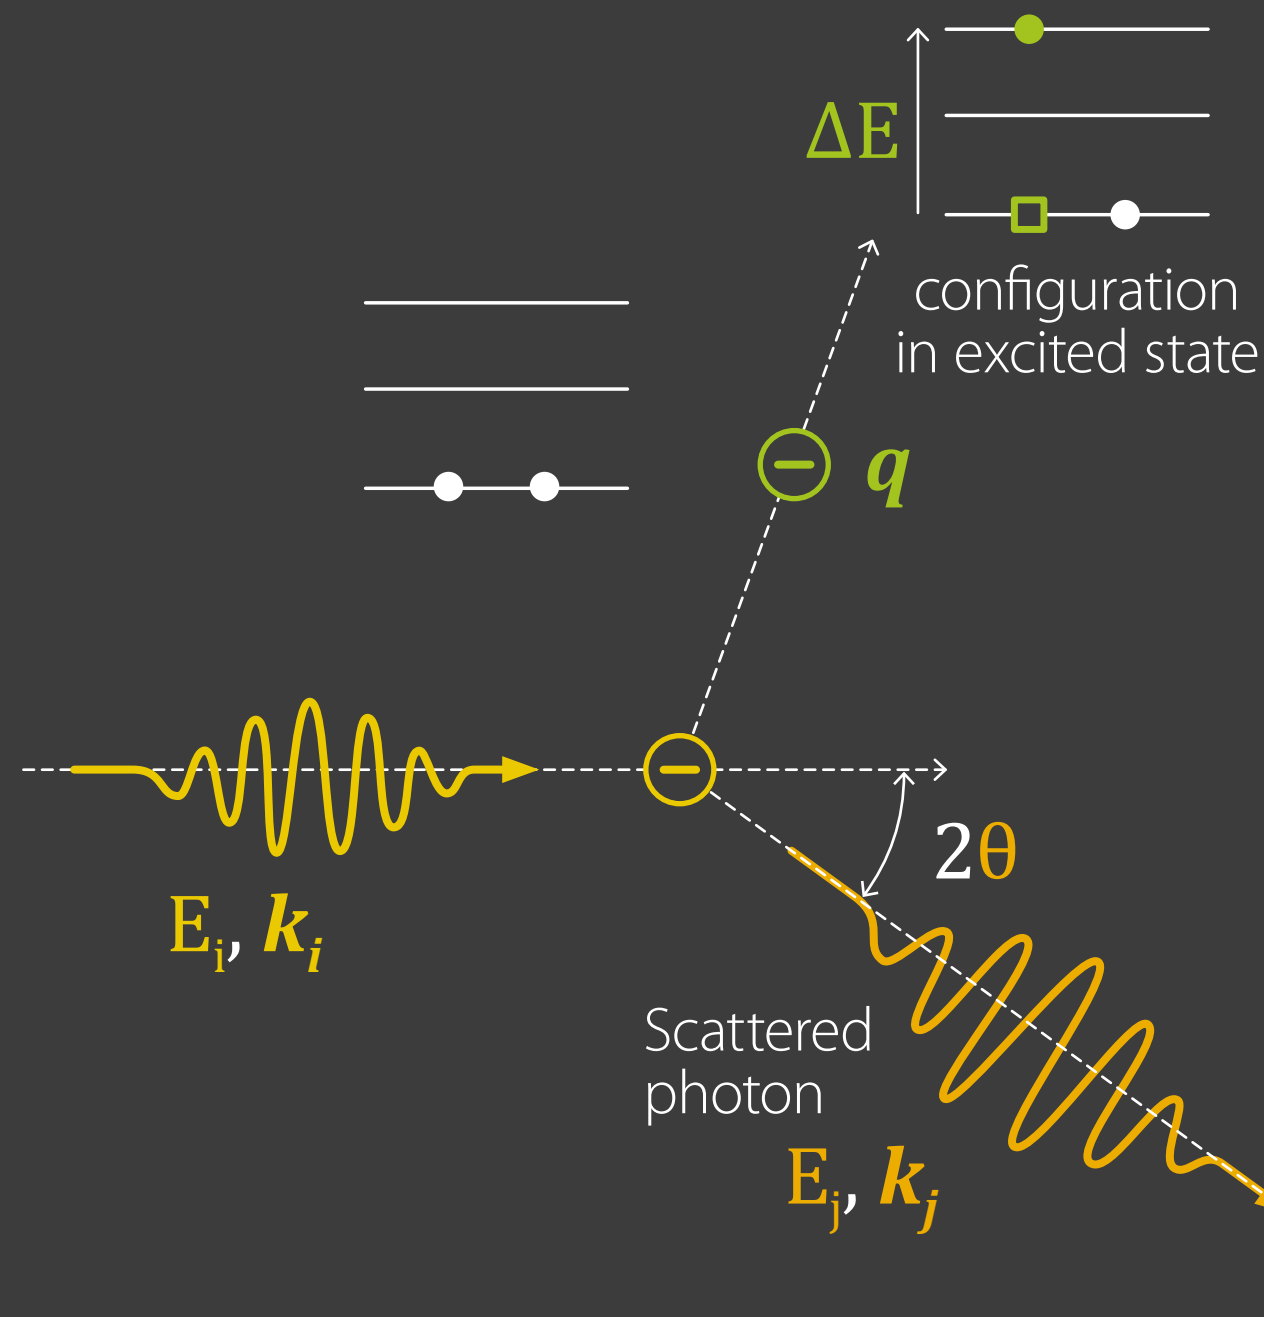 ΔE
configuration
in excited state
q
2θ
Eᵢ, kᵢ
Scattered
photon
Eⱼ, kⱼ